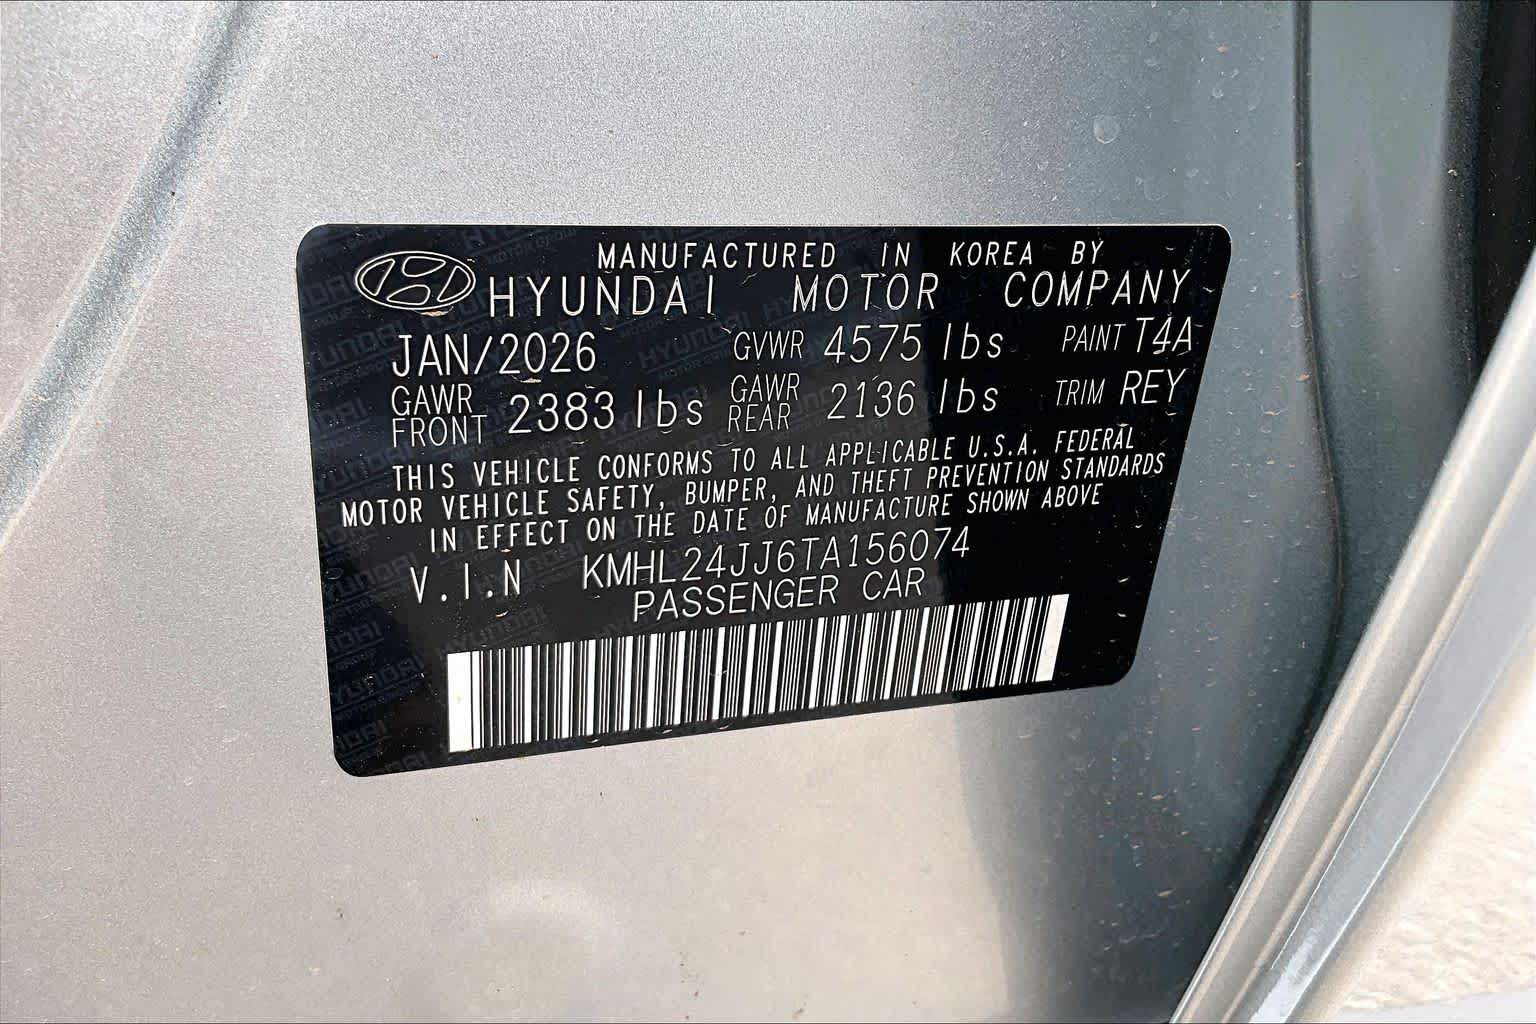 MANUFACTURED IN KOREA BY
HYUNDAI MOTOR COMPANY
JAN/2026 GVWR 4575 lbs PAINT T4A
GAWR FRONT 2383 lbs GAWR REAR 2136 lbs TRIM REY
THIS VEHICLE CONFORMS TO ALL APPLICABLE U.S.A. FEDERAL
MOTOR VEHICLE SAFETY, BUMPER, AND THEFT PREVENTION STANDARDS
IN EFFECT ON THE DATE OF MANUFACTURE SHOWN ABOVE
V.I.N KMHL24JJ6TA156074
PASSENGER CAR